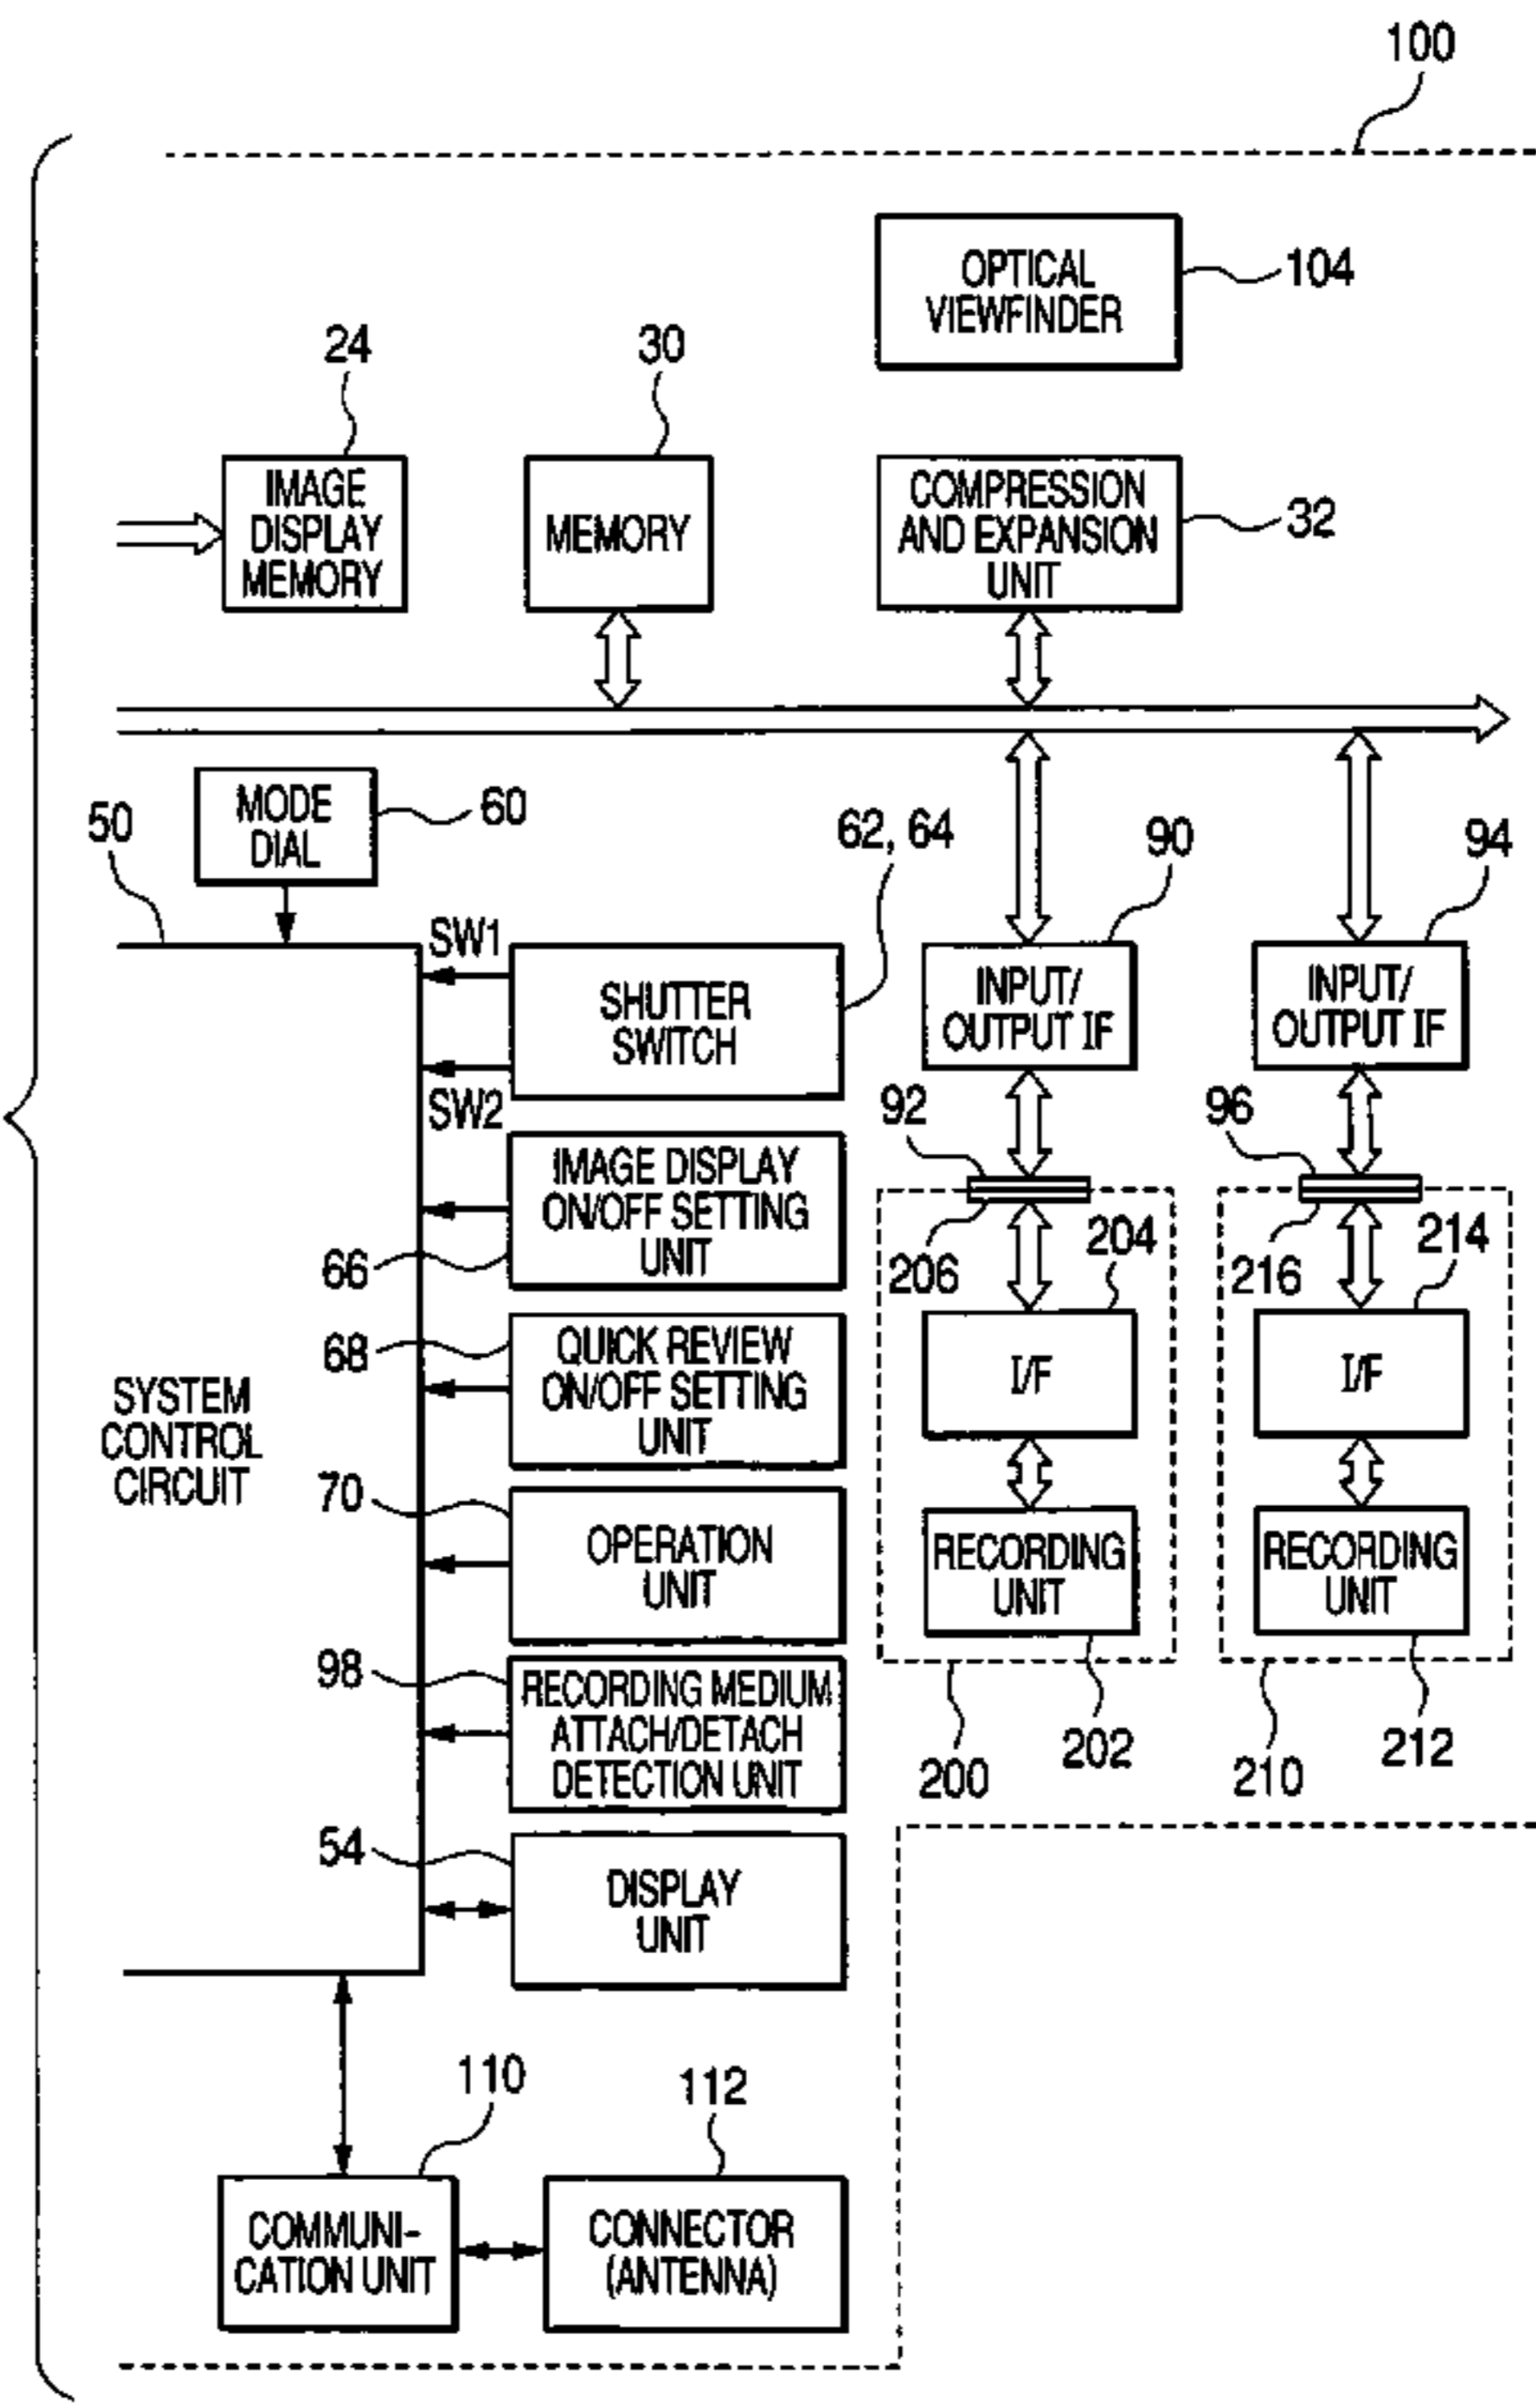 100
OPTICAL
VIEWFINDER
104
24
30
IMAGE
DISPLAY
MEMORY
MEMORY
COMPRESSION
AND EXPANSION
UNIT
32
50
MODE
DIAL
60
62, 64
90
94
SW1
SHUTTER
SWITCH
SW2
INPUT/
OUTPUT IF
INPUT/
OUTPUT IF
92
96
IMAGE DISPLAY
ON/OFF SETTING
UNIT
66
206
204
216
214
68
QUICK REVIEW
ON/OFF SETTING
UNIT
I/F
I/F
SYSTEM
CONTROL
CIRCUIT
70
OPERATION
UNIT
RECORDING
UNIT
RECORDING
UNIT
98
RECORDING MEDIUM
ATTACH/DETACH
DETECTION UNIT
200
202
210
212
54
DISPLAY
UNIT
110
112
COMMUNI-
CATION UNIT
CONNECTOR
(ANTENNA)